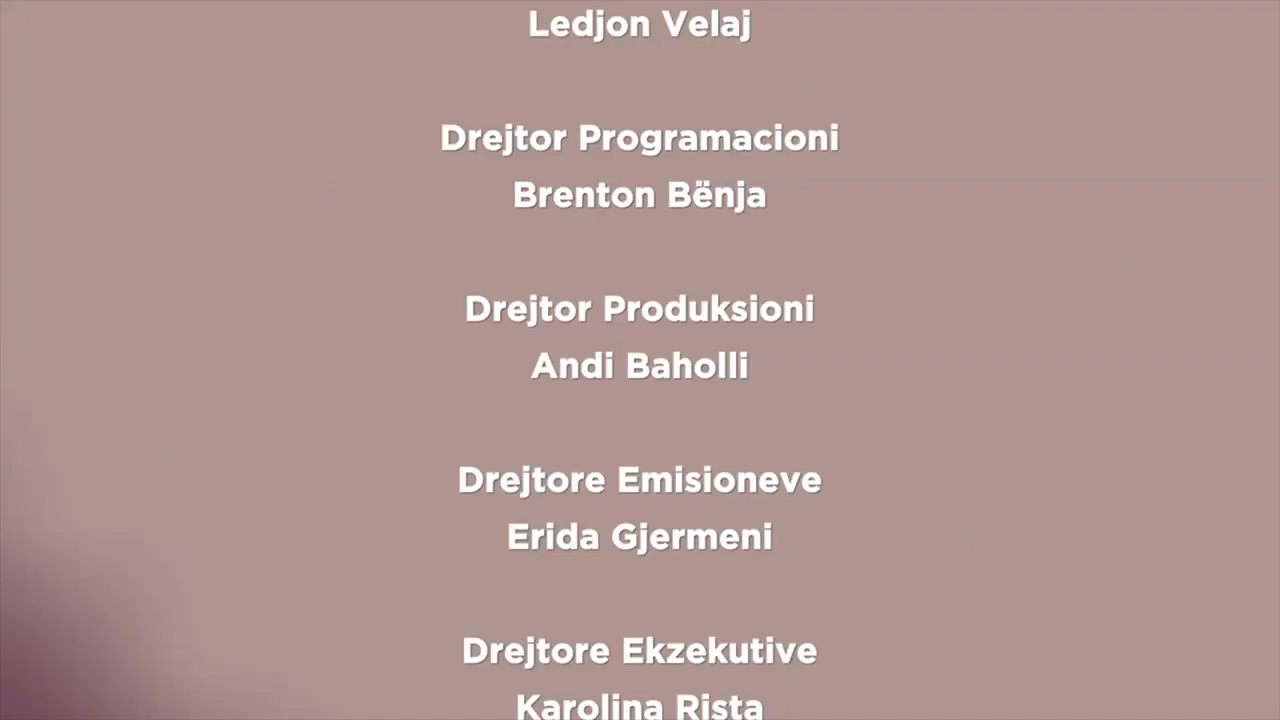 Ledjon Velaj
Drejtor Programacioni
Brenton Bënja
Drejtor Produksioni
Andi Baholli
Drejtore Emisioneve
Erida Gjermeni
Drejtore Ekzekutive
Karolina Rista